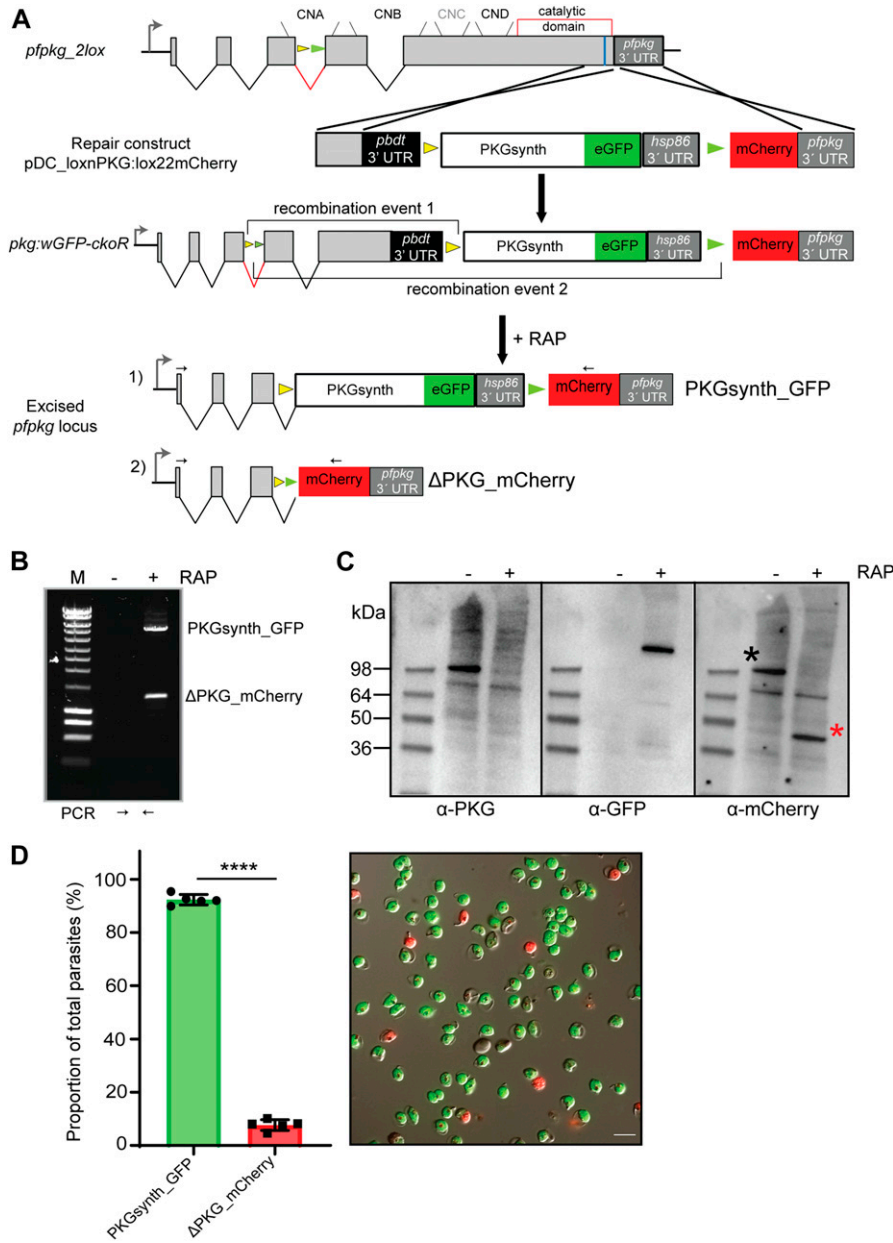 A
CNA CNB CNC CND catalytic
domain
pfpkg_2lox
pfpkg
3´ UTR
Repair construct
pDC_loxnPKG:lox22mCherry
pbdt
3' UTR
PKGsynth
eGFP
hsp86
3´ UTR
mCherry
pfpkg
3´ UTR
recombination event 1
pkg:wGFP-ckoR
pbdt
3' UTR
PKGsynth
eGFP
hsp86
3´ UTR
mCherry
pfpkg
3´ UTR
recombination event 2
+ RAP
Excised
pfpkg locus
1)
PKGsynth
eGFP
hsp86
3´ UTR
mCherry
pfpkg
3´ UTR
PKGsynth_GFP
2)
mCherry
pfpkg
3´ UTR
ΔPKG_mCherry
B
M - + RAP
PKGsynth_GFP
ΔPKG_mCherry
PCR → ←
C
- + - + - + RAP
kDa
98
64
50
36
*
*
α-PKG α-GFP α-mCherry
D
Proportion of total parasites (%)
100
80
60
40
20
0
****
PKGsynth_GFP
ΔPKG_mCherry